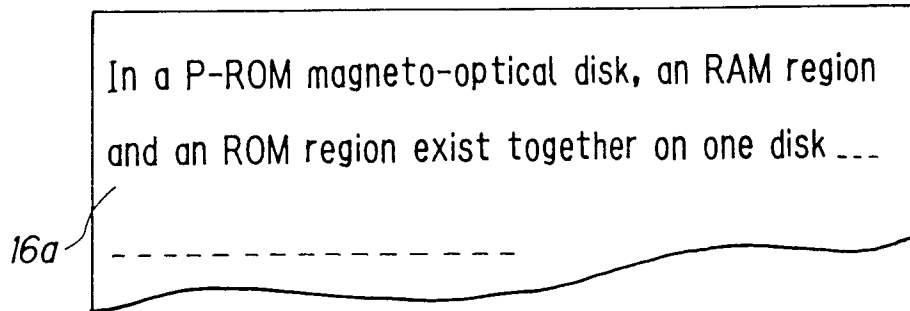 In a P-ROM magneto-optical disk, an RAM region
and an ROM region exist together on one disk ---
16a
- - - - - - - - - - - - - - - - -